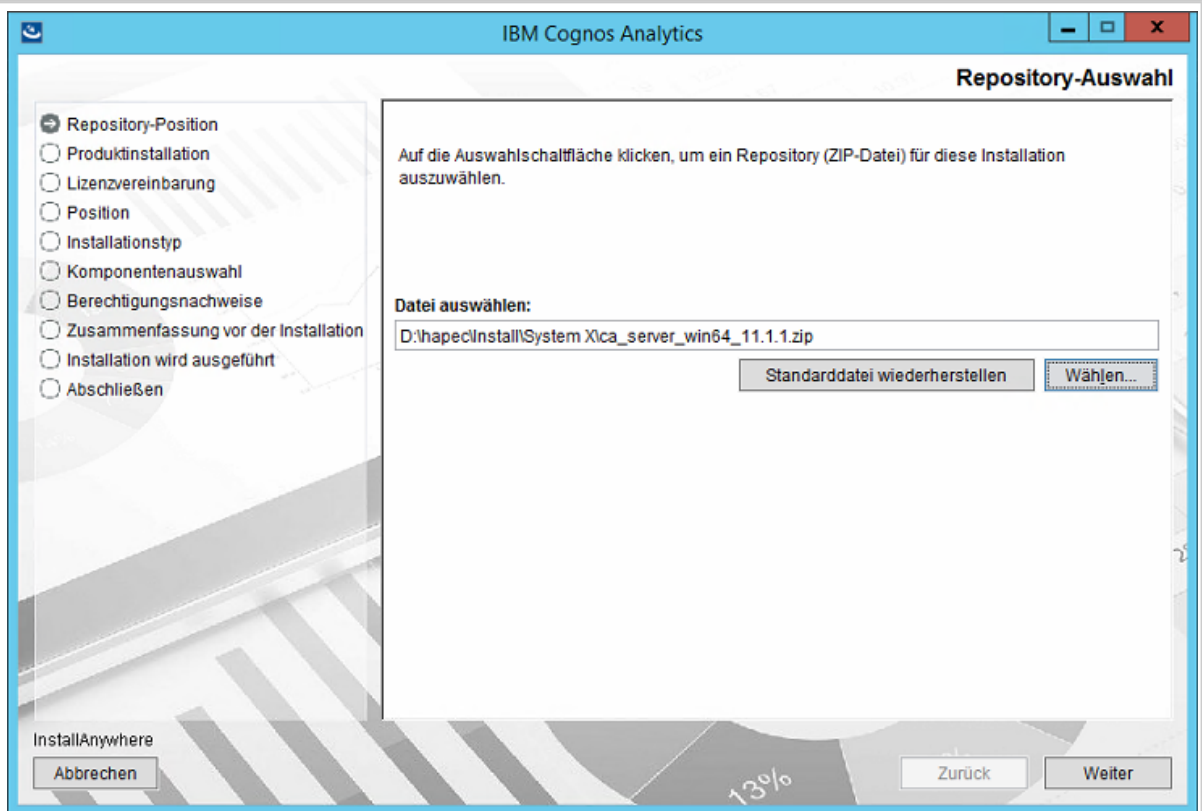 IBM Cognos Analytics
Repository-Auswahl
Repository-Position
Produktinstallation
Lizenzvereinbarung
Position
Installationstyp
Komponentenauswahl
Berechtigungsnachweise
Zusammenfassung vor der Installation
Installation wird ausgeführt
Abschließen
Auf die Auswahlschaltfläche klicken, um ein Repository (ZIP-Datei) für diese Installation
auszuwählen.
Datei auswählen:
D:\hapec\Install\System X\ca_server_win64_11.1.1.zip
Standarddatei wiederherstellen
Wählen...
InstallAnywhere
Abbrechen
Zurück
Weiter
13%